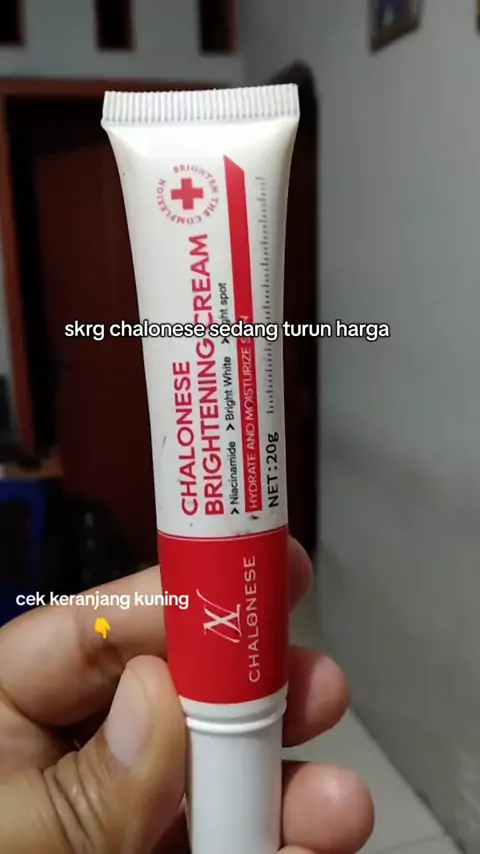 BRIGHTEN THE COMPLEXION
CHALONESE
BRIGHTENING CREAM
> Niacinamide > Bright White
HYDRATE AND MOISTURIZE
NET:20g
skrg chalonese sedang turun harga
cek keranjang kuning
CHALONESE